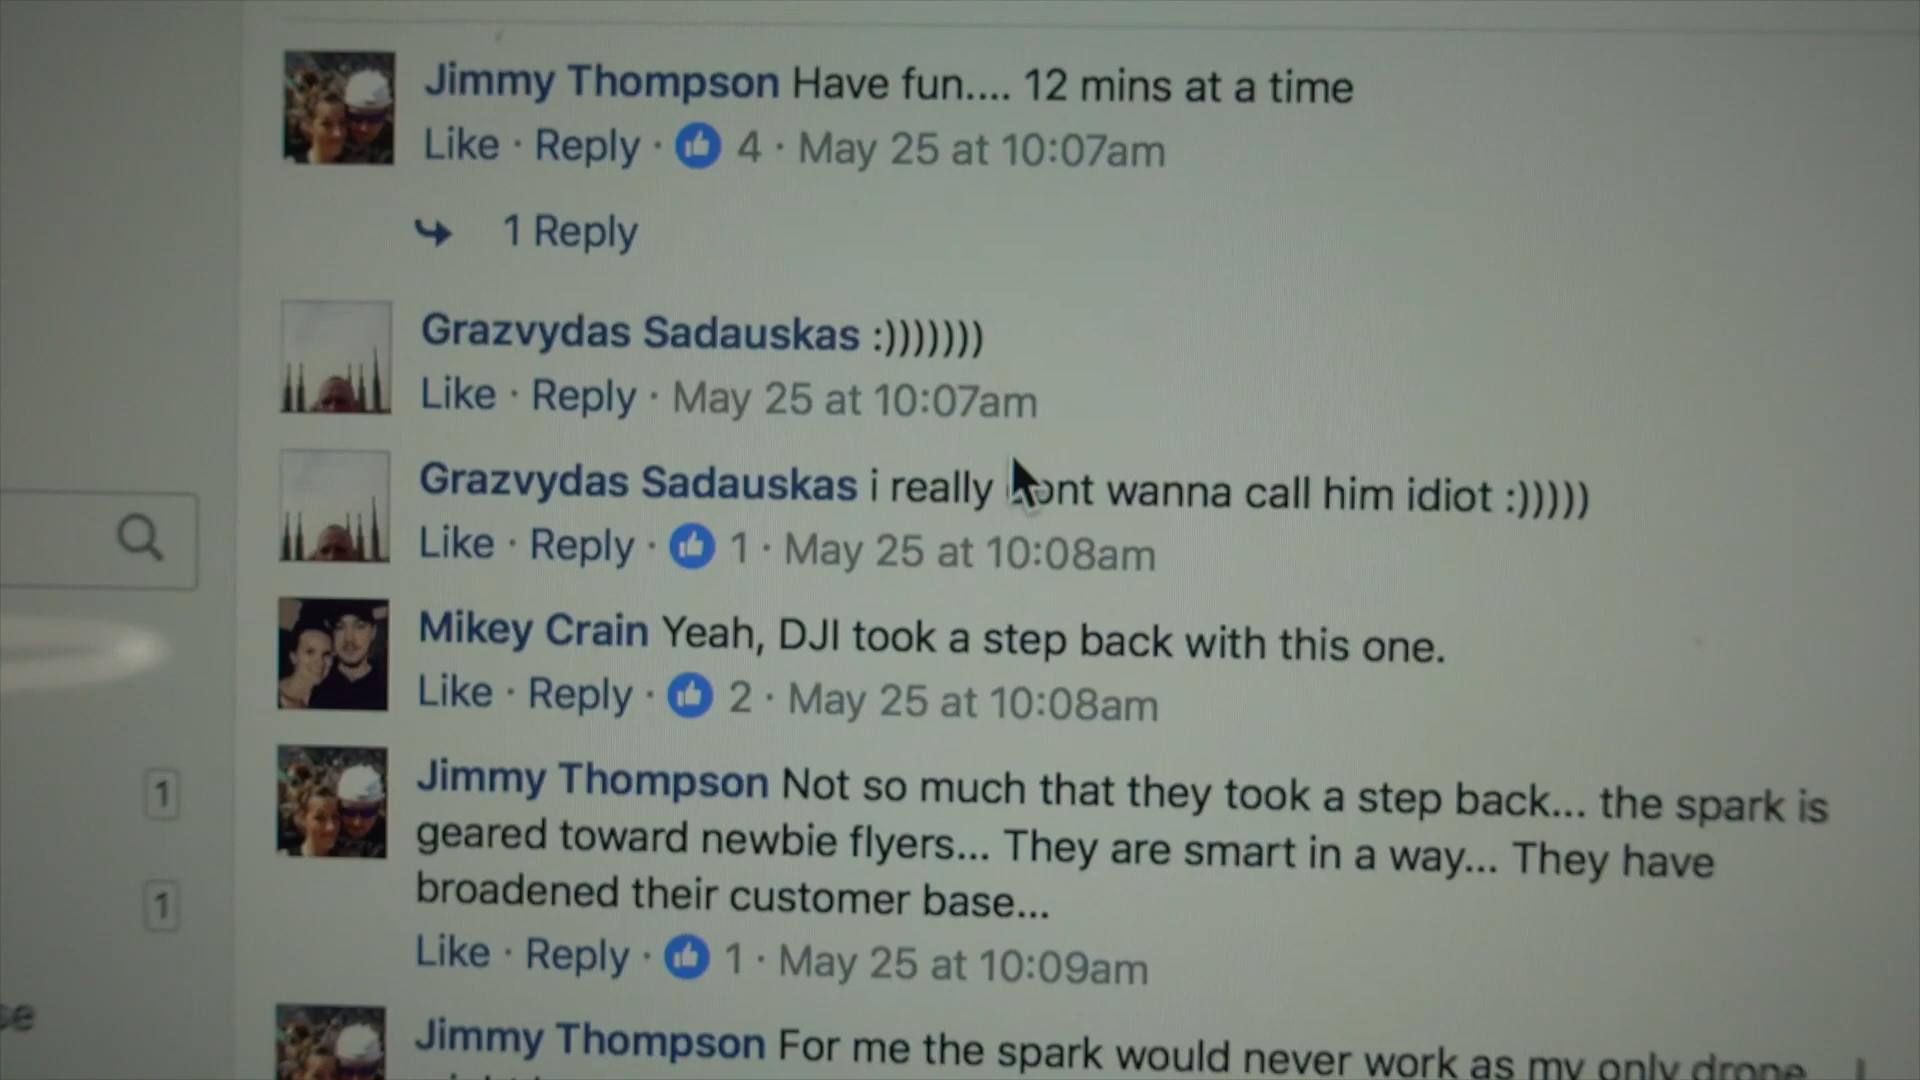 Jimmy Thompson Have fun.... 12 mins at a time
Like · Reply · 4 · May 25 at 10:07am
1 Reply
Grazvydas Sadauskas :)))))))
Like · Reply · May 25 at 10:07am
Grazvydas Sadauskas i really dont wanna call him idiot :)))))
Like · Reply · 1 · May 25 at 10:08am
Mikey Crain Yeah, DJI took a step back with this one.
Like · Reply · 2 · May 25 at 10:08am
1
Jimmy Thompson Not so much that they took a step back... the spark is
geared toward newbie flyers... They are smart in a way... They have
1
broadened their customer base...
Like · Reply · 1 · May 25 at 10:09am
se
Jimmy Thompson For me the spark would never work as my only drone